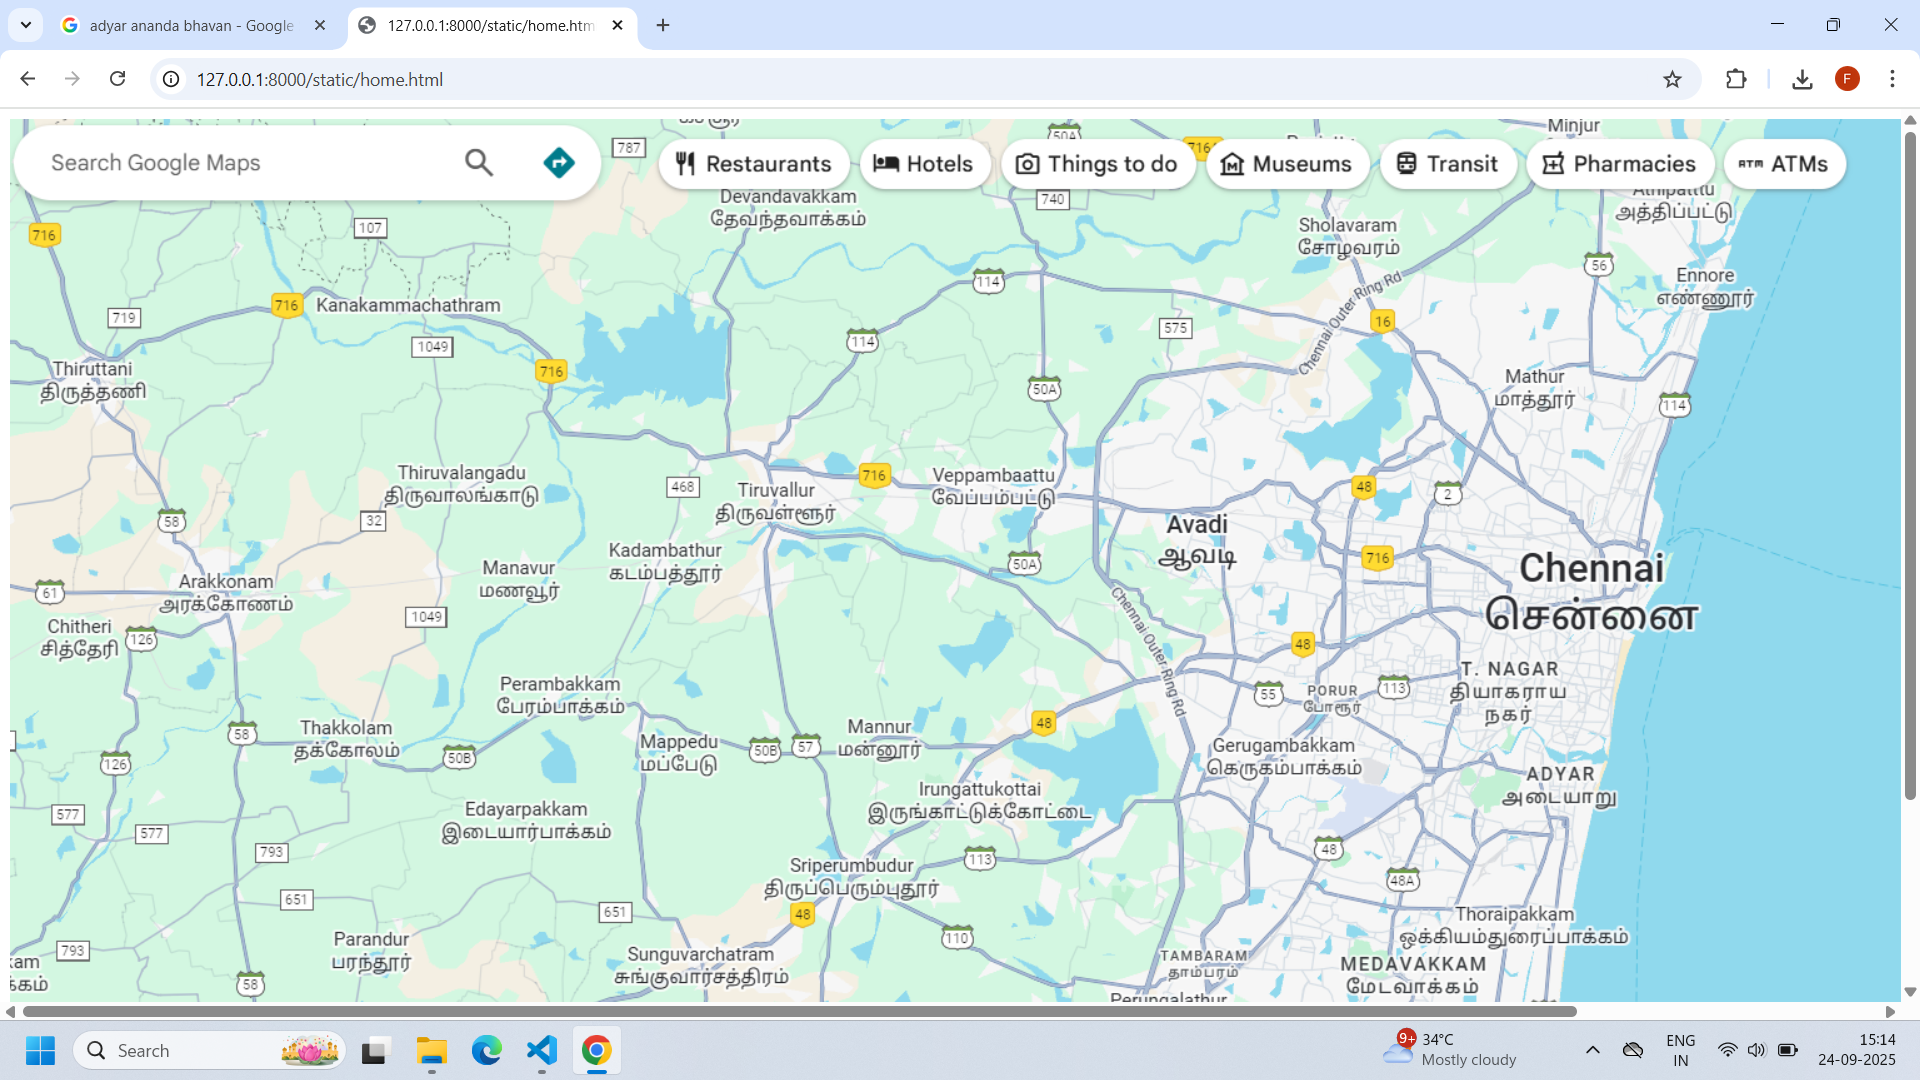 adyar ananda bhavan - Google
127.0.0.1:8000/static/home.htm
127.0.0.1:8000/static/home.html
F
Search Google Maps
Restaurants
Hotels
Things to do
Museums
Transit
Pharmacies
ATM ATMs
787
50A
716
Minjur
Devandavakkam
தேவந்தவாக்கம்
740
Sholavaram
சோழவரம்
அத்திப்பட்டு
107
716
56
Ennore
எண்ணூர்
114
716
Kanakammachathram
719
1049
114
575
Chennai Outer Ring Rd
16
Thiruttani
திருத்தணி
716
50A
Mathur
மாத்தூர்
114
Thiruvalangadu
திருவாலங்காடு
468
716
Veppambaattu
வேப்பம்பட்டு
48
2
Tiruvallur
திருவள்ளூர்
58
32
Avadi
ஆவடி
Kadambathur
கடம்பத்தூர்
50A
716
Chennai
சென்னை
Manavur
மணவூர்
Arakkonam
அரக்கோணம்
61
1049
Chitheri
சித்தேரி
126
Chennai Outer Ring Rd
48
T. NAGAR
தியாகராய
நகர்
Perambakkam
பேரம்பாக்கம்
55
PORUR
போரூர்
113
58
Thakkolam
தக்கோலம்
50B
Mappedu
மப்பேடு
50B
57
Mannur
மன்னூர்
48
Gerugambakkam
கெருகம்பாக்கம்
126
ADYAR
அடையாறு
Irungattukottai
இருங்காட்டுக்கோட்டை
577
577
Edayarpakkam
இடையார்பாக்கம்
793
48
Sriperumbudur
திருப்பெரும்புதூர்
113
48A
651
651
48
Thoraipakkam
ஒக்கியம்துரைப்பாக்கம்
793
Parandur
பரந்தூர்
110
Sunguvarchatram
சுங்குவார்சத்திரம்
TAMBARAM
தாம்பரம்
MEDAVAKKAM
மேடவாக்கம்
58
Perungalathur
Search
9+
34°C
Mostly cloudy
ENG
IN
15:14
24-09-2025